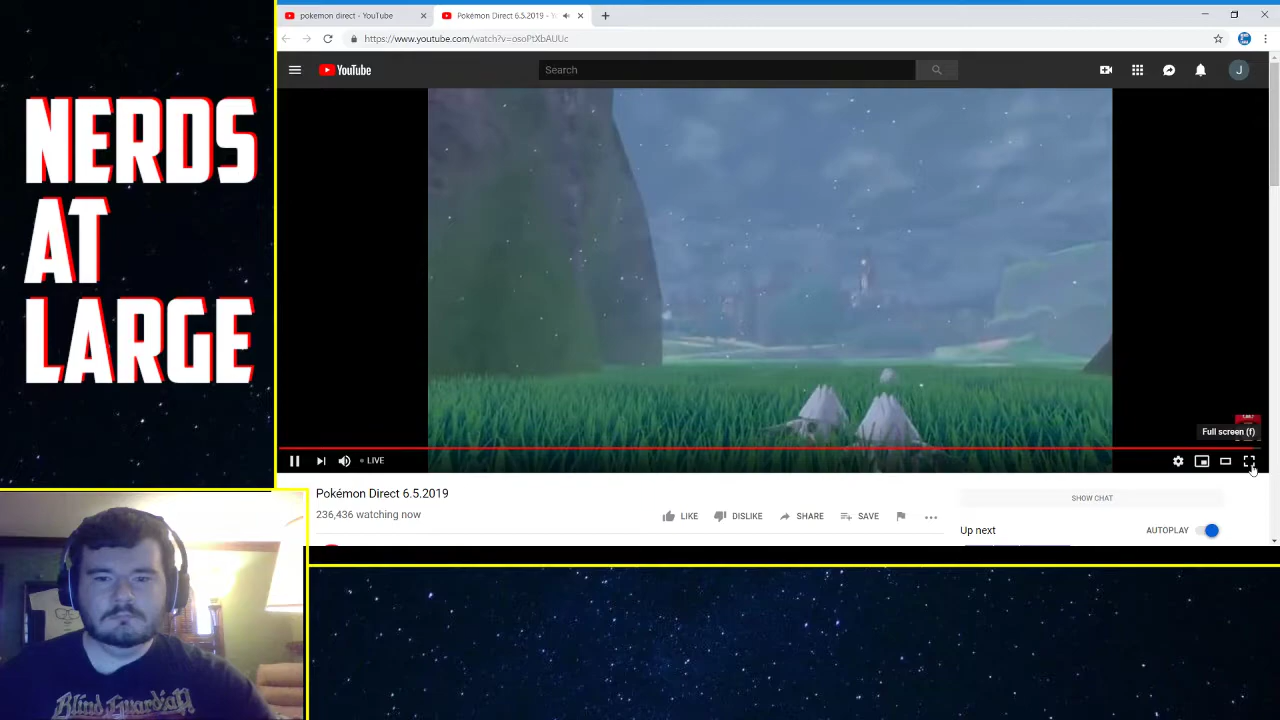 pokemon direct - YouTube
Pokémon Direct 6.5.2019 - Y
https://www.youtube.com/watch?v=osoPtXbAUUc
YouTube
Search
J
NERDS
AT
LARGE
Full screen (f)
LIVE
Pokémon Direct 6.5.2019
236,436 watching now
LIKE
DISLIKE
SHARE
SAVE
SHOW CHAT
Up next
AUTOPLAY
Blind Guardian